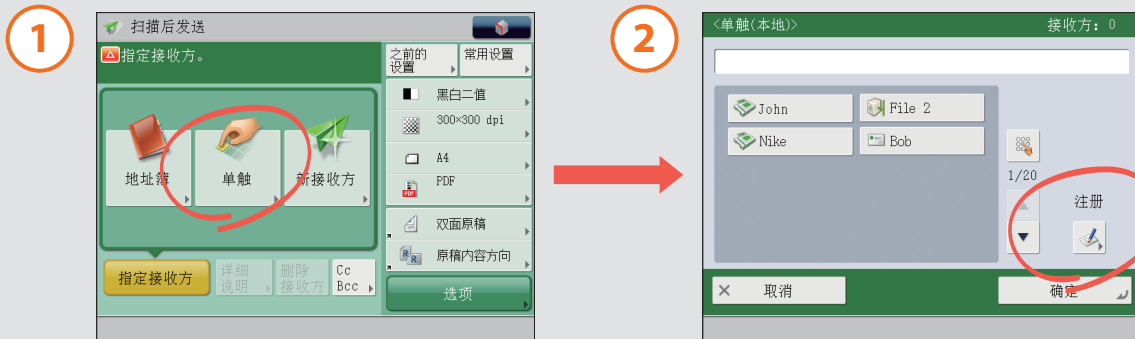 1
扫描后发送
指定接收方。
地址簿
单触
新接收方
指定接收方
详细
说明
删除
接收方
Cc
Bcc
之前的
设置
常用设置
黑白二值
300×300 dpi
A4
PDF
双面原稿
原稿内容方向
选项
2
<单触(本地)>
接收方: 0
John
File 2
Nike
Bob
1/20
注册
× 取消
确定